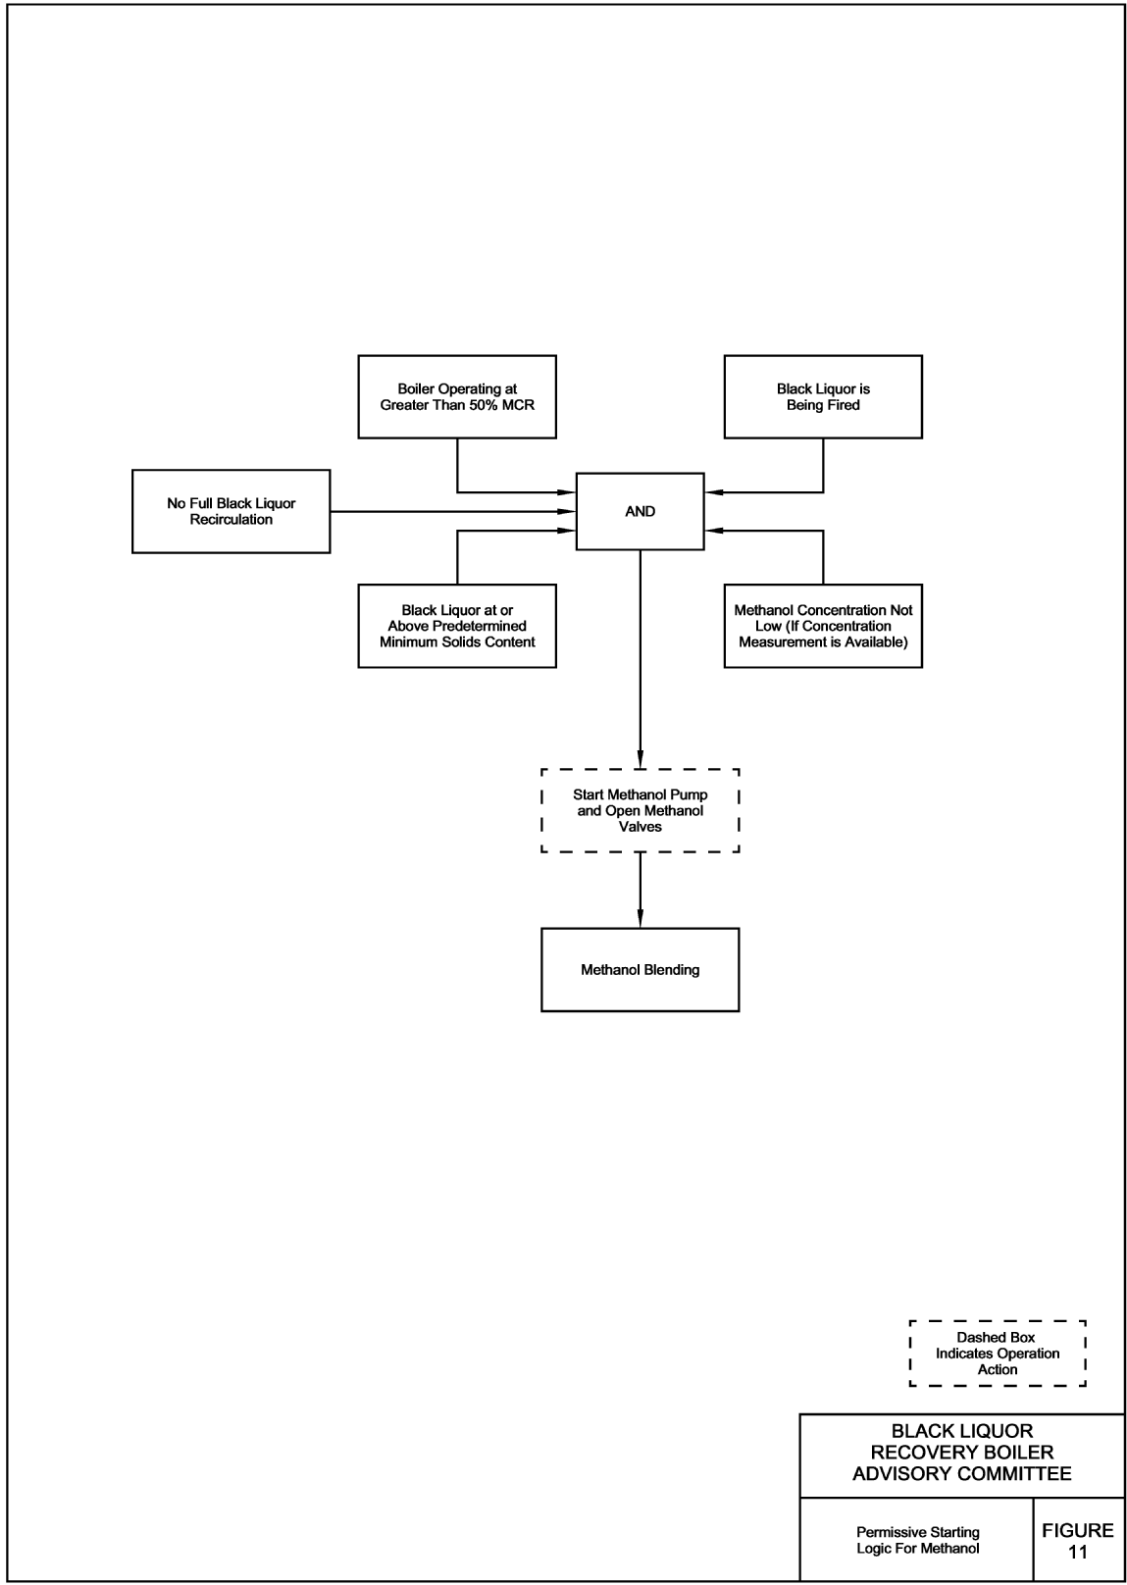 Boiler Operating at
Greater Than 50% MCR
Black Liquor is
Being Fired
No Full Black Liquor
Recirculation
AND
Black Liquor at or
Above Predetermined
Minimum Solids Content
Methanol Concentration Not
Low (If Concentration
Measurement is Available)
Start Methanol Pump
and Open Methanol
Valves
Methanol Blending
Dashed Box
Indicates Operation
Action
BLACK LIQUOR
RECOVERY BOILER
ADVISORY COMMITTEE
Permissive Starting
Logic For Methanol
FIGURE
11